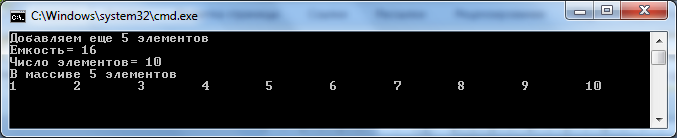 C:\Windows\system32\cmd.exe
Добавляем еще 5 элементов
Емкость= 16
Число элементов= 10
В массиве 5 элементов
1 2 3 4 5 6 7 8 9 10